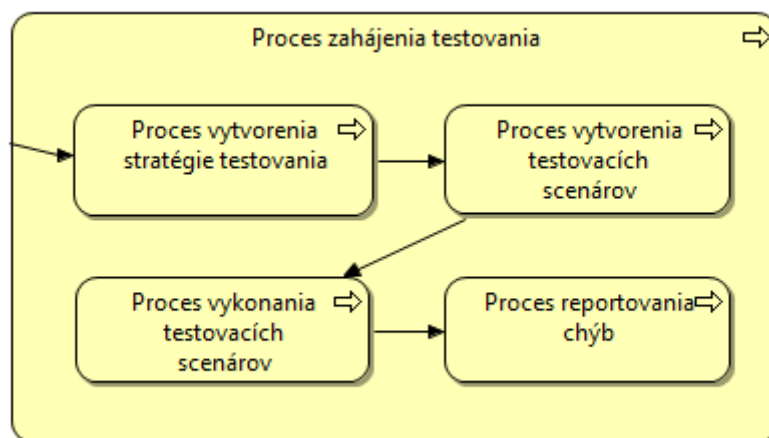 Proces zahájenia testovania
Proces vytvorenia
stratégie testovania
Proces vytvorenia
testovacích
scenárov
Proces vykonania
testovacích
scenárov
Proces reportovania
chýb